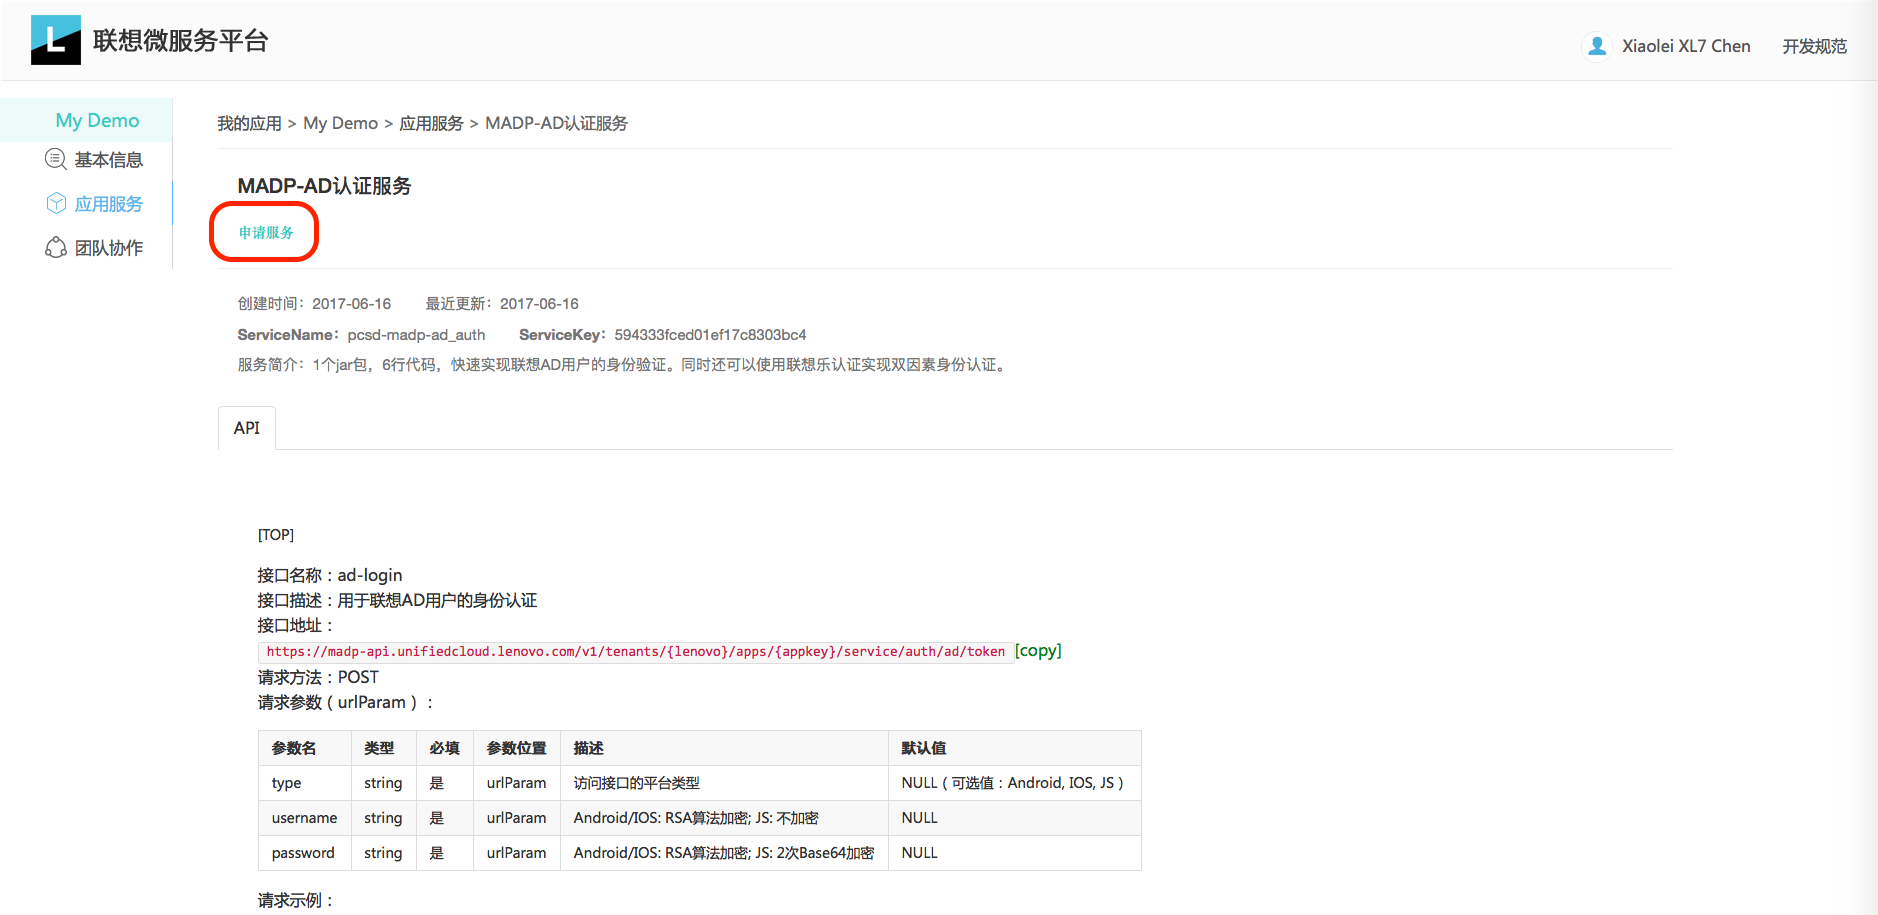 L 联想微服务平台
Xiaolei XL7 Chen 开发规范
My Demo
基本信息
应用服务
团队协作
我的应用 > My Demo > 应用服务 > MADP-AD认证服务
MADP-AD认证服务
申请服务
创建时间：2017-06-16 最近更新：2017-06-16
ServiceName：pcsd-madp-ad_auth ServiceKey：594333fced01ef17c8303bc4
服务简介：1个jar包，6行代码，快速实现联想AD用户的身份验证。同时还可以使用联想乐认证实现双因素身份认证。
API
[TOP]
接口名称：ad-login
接口描述：用于联想AD用户的身份认证
接口地址：
https://madp-api.unifiedcloud.lenovo.com/v1/tenants/{lenovo}/apps/{appkey}/service/auth/ad/token [copy]
请求方法：POST
请求参数（urlParam）：
参数名 类型 必填 参数位置 描述 默认值
type string 是 urlParam 访问接口的平台类型 NULL（可选值：Android, IOS, JS）
username string 是 urlParam Android/IOS: RSA算法加密; JS: 不加密 NULL
password string 是 urlParam Android/IOS: RSA算法加密; JS: 2次Base64加密 NULL
请求示例：